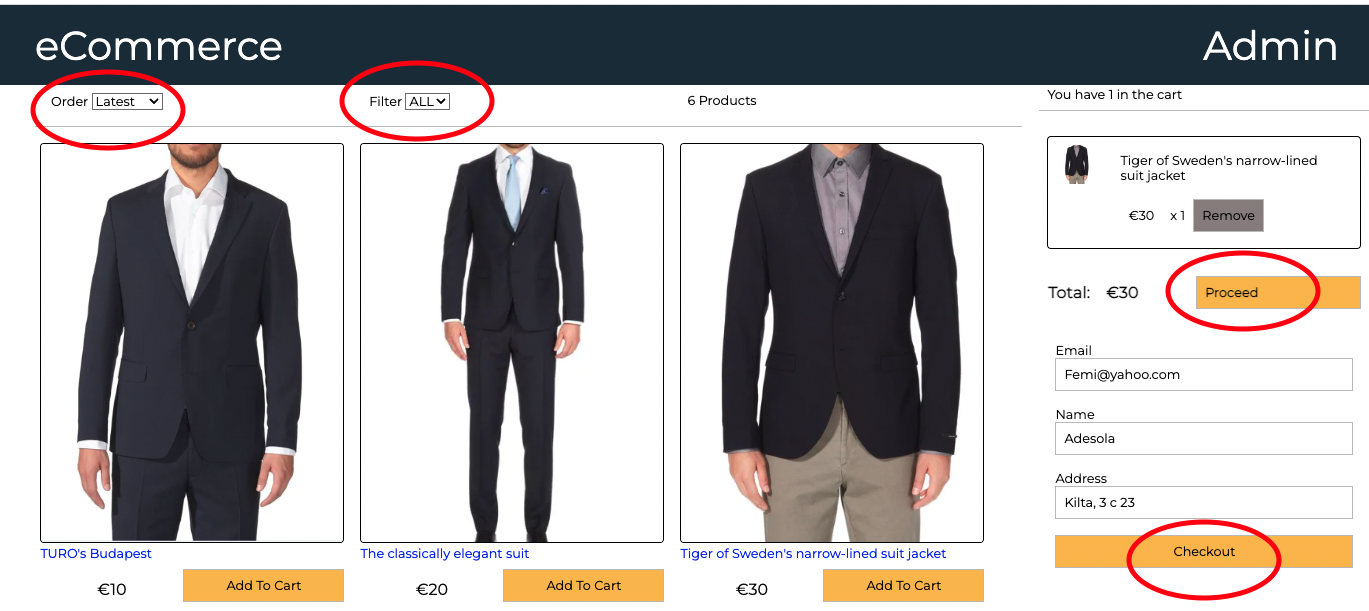 eCommerce
Admin
Order Latest
Filter ALL
6 Products
You have 1 in the cart
Tiger of Sweden's narrow-lined
suit jacket
€30 x 1 Remove
Total: €30 Proceed
Email
Femi@yahoo.com
Name
Adesola
Address
Kilta, 3 c 23
Checkout
TURO's Budapest
€10 Add To Cart
The classically elegant suit
€20 Add To Cart
Tiger of Sweden's narrow-lined suit jacket
€30 Add To Cart